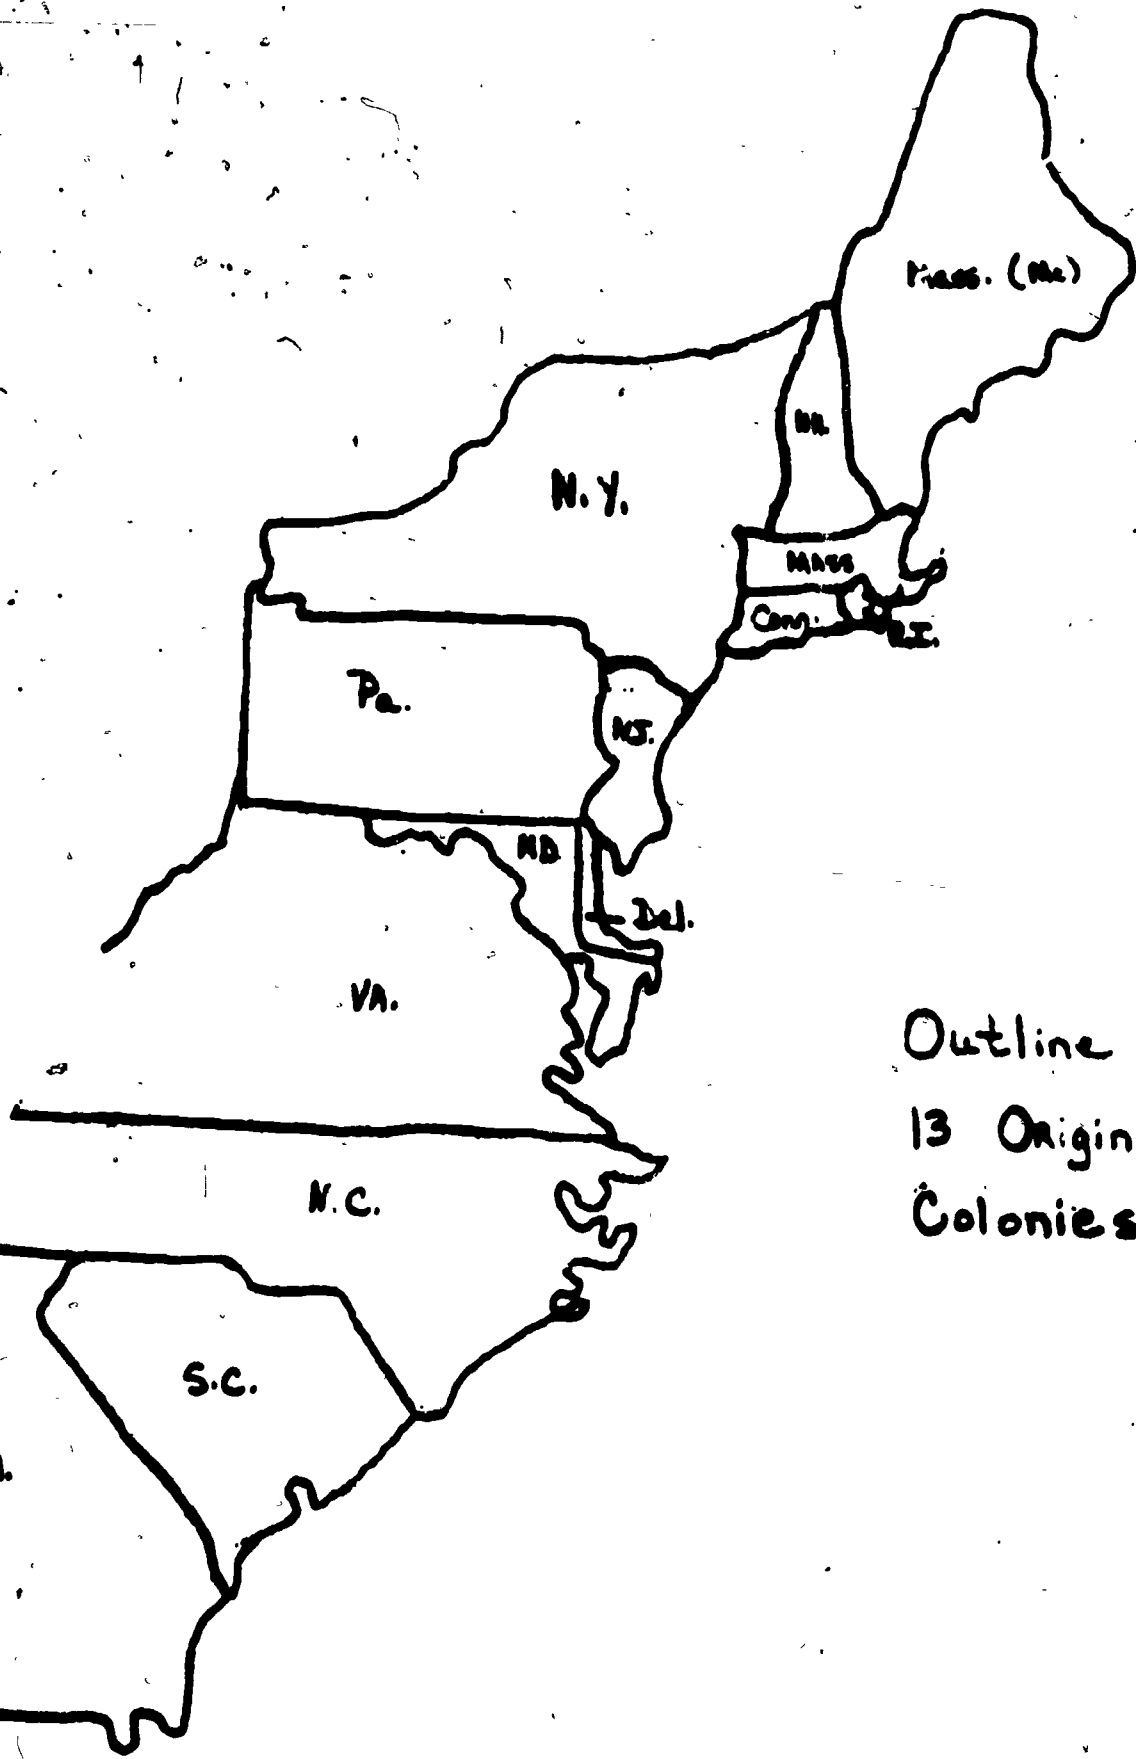 Mass. (Me)
N.H.
N.Y.
Mass
Conn.
R.I.
Pa.
N.J.
MD.
Del.
VA.
Outline
13 Origin
Colonies
N.C.
S.C.